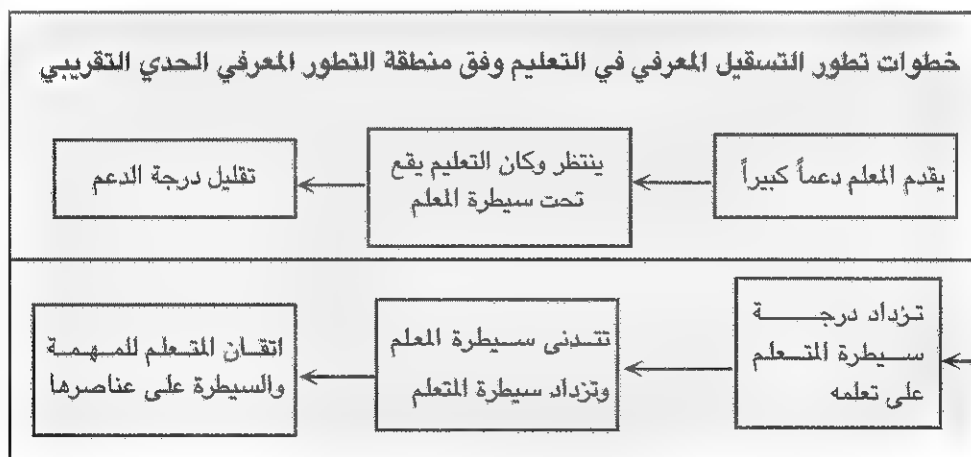 خطوات تطور التسقيل المعرفي في التعليم وفق منطقة التطور المعرفي الحدي التقريبي
يقدم المعلم دعماً كبيراً
ينتظر وكان التعليم يقع
تحت سيطرة المعلم
تقليل درجة الدعم
تزداد درجة
سيطرة المتعلم
على تعلمه
تتدنى سيطرة المعلم
وتزداد سيطرة المتعلم
اتقان المتعلم للمهمة
والسيطرة على عناصرها